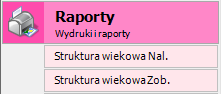 Raporty
Wydruki i raporty
Struktura wiekowa Nal.
Struktura wiekowa Zob.